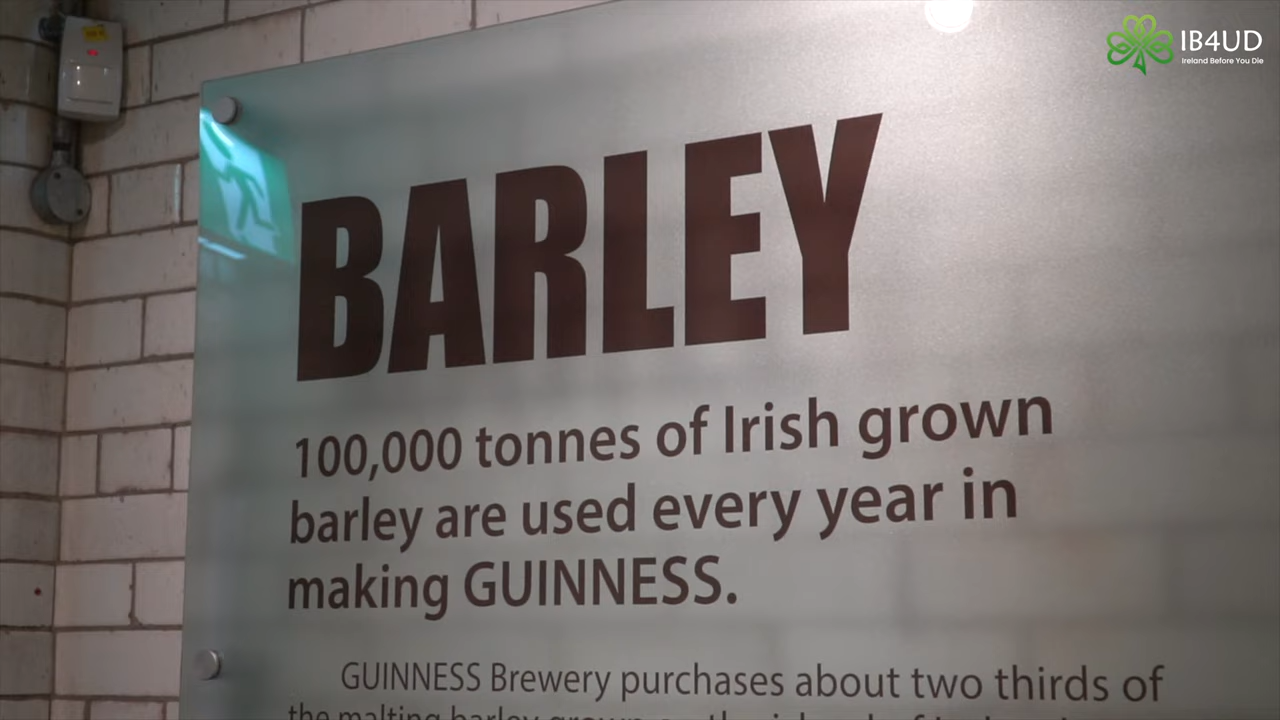 IB4UD
Ireland Before You Die
BARLEY
100,000 tonnes of Irish grown
barley are used every year in
making GUINNESS.
GUINNESS Brewery purchases about two thirds of
the malting barley grown